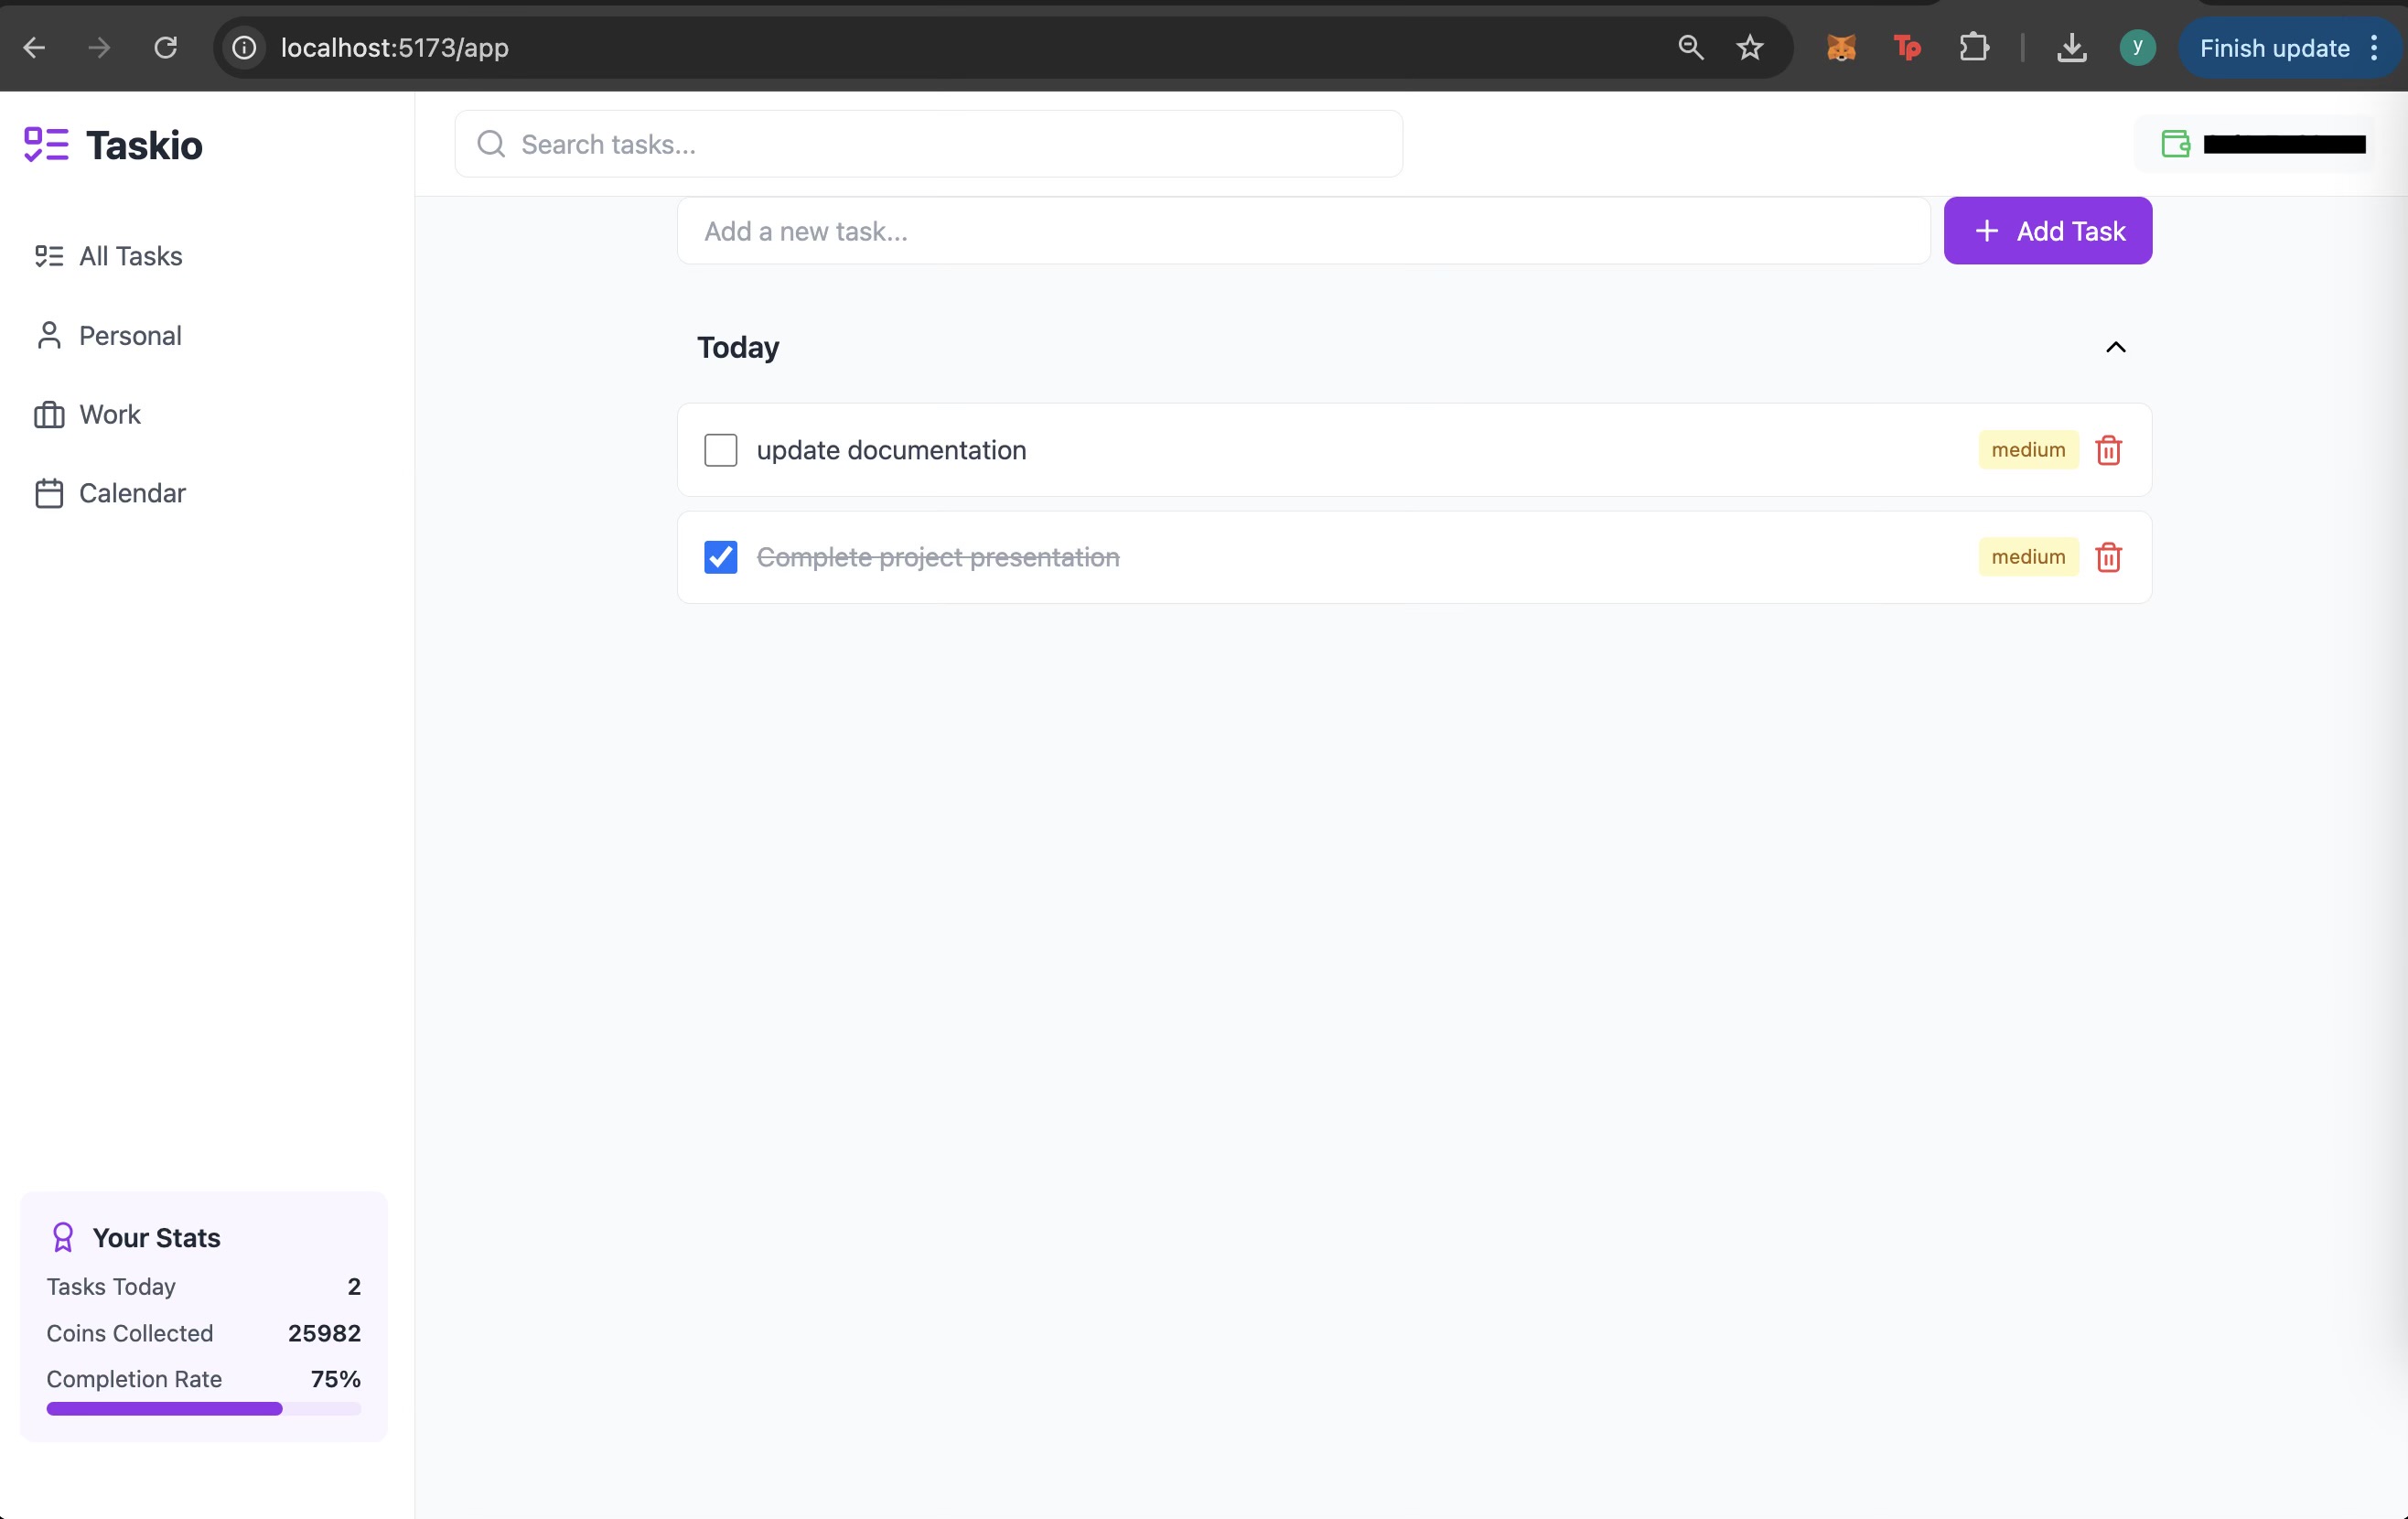 localhost:5173/app
Tp
y
Finish update
Taskio
Search tasks...
Add a new task...
Add Task
All Tasks
Personal
Work
Calendar
Today
update documentation
medium
Complete project presentation
medium
Your Stats
Tasks Today 2
Coins Collected 25982
Completion Rate 75%